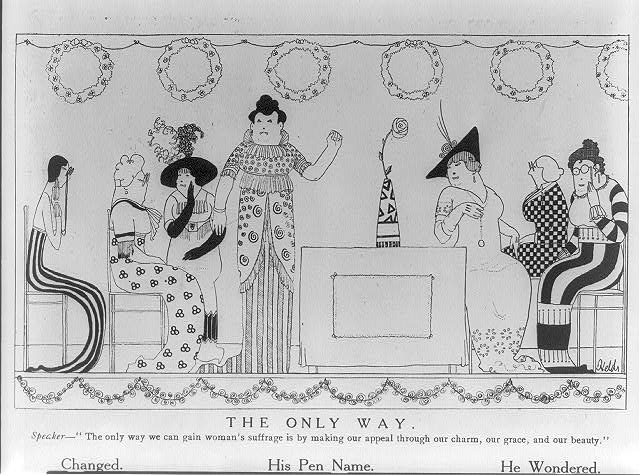 Fields
THE ONLY WAY.
Speaker—" The only way we can gain woman's suffrage is by making our appeal through our charm, our grace, and our beauty."
Changed. His Pen Name. He Wondered.